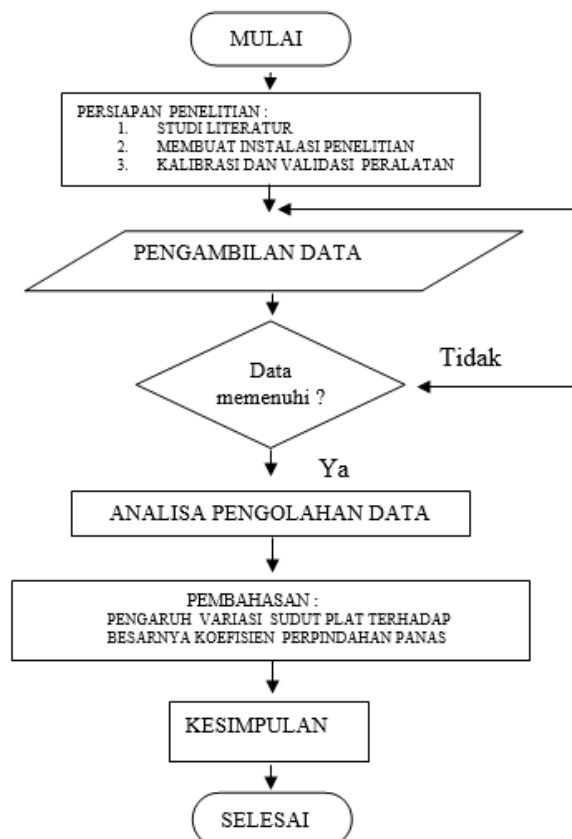 MULAI
PERSIAPAN PENELITIAN :
1. STUDI LITERATUR
2. MEMBUAT INSTALASI PENELITIAN
3. KALIBRASI DAN VALIDASI PERALATAN
PENGAMBILAN DATA
Data
memenuhi ?
Tidak
Ya
ANALISA PENGOLAHAN DATA
PEMBAHASAN :
PENGARUH VARIASI SUDUT PLAT TERHADAP
BESARNYA KOEFISIEN PERPINDAHAN PANAS
KESIMPULAN
SELESAI